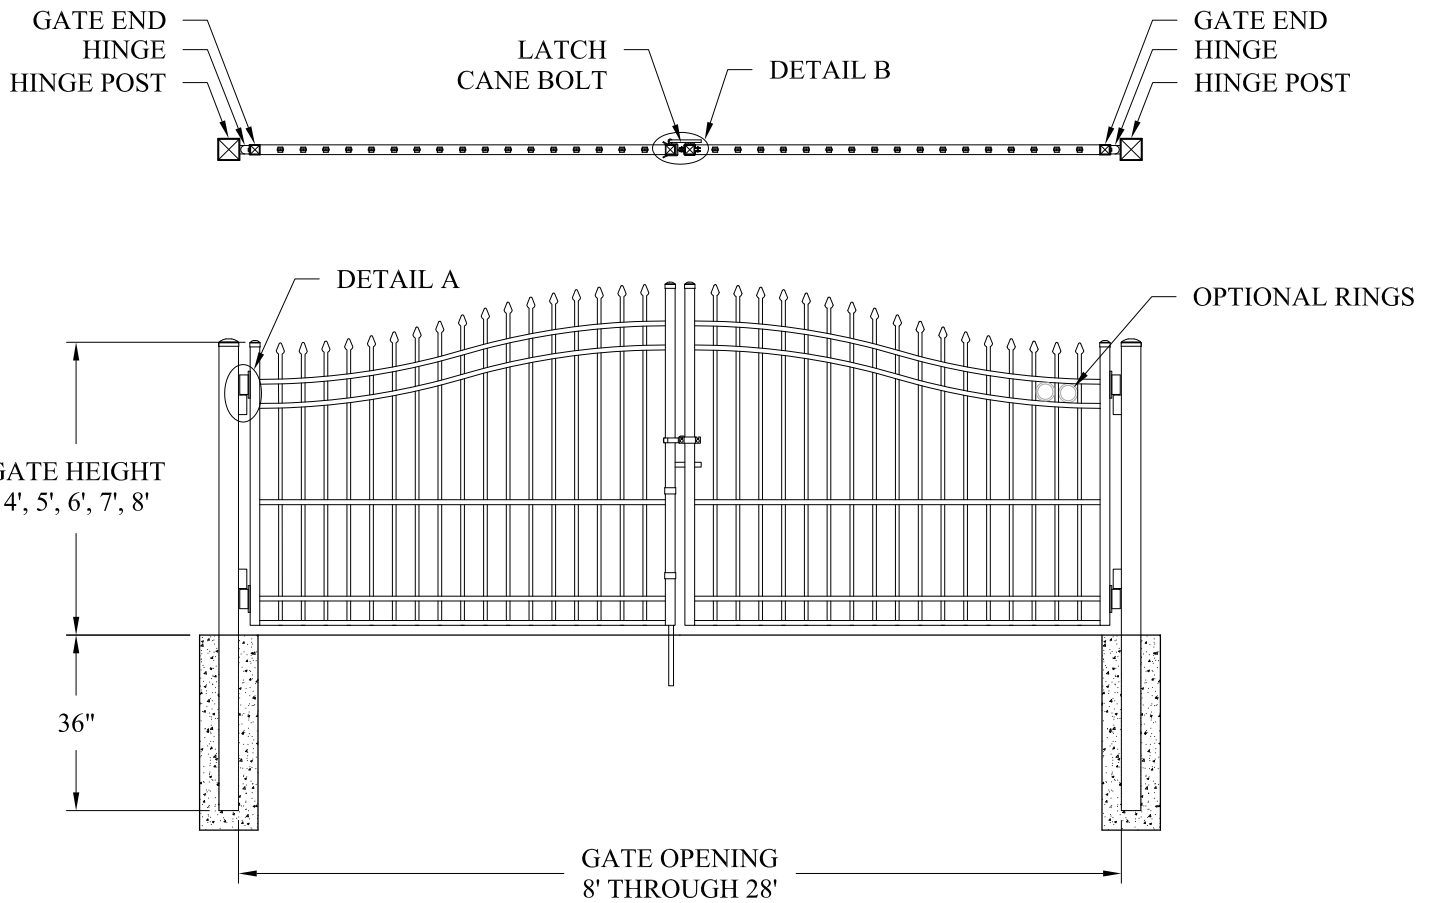 GATE END
HINGE
HINGE POST
LATCH
CANE BOLT
DETAIL B
GATE END
HINGE
HINGE POST
DETAIL A
OPTIONAL RINGS
GATE HEIGHT
4', 5', 6', 7', 8'
36"
GATE OPENING
8' THROUGH 28'